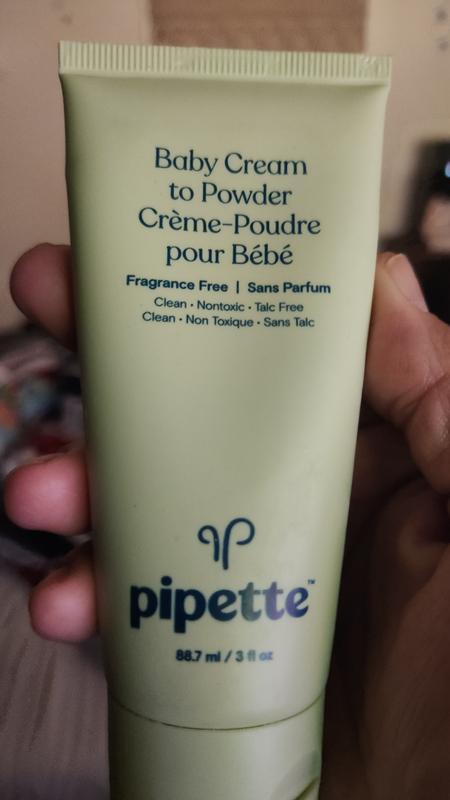 Baby Cream
to Powder
Crème-Poudre
pour Bébé
Fragrance Free | Sans Parfum
Clean · Nontoxic · Talc Free
Clean · Non Toxique · Sans Talc
pipette™
88.7 ml / 3 fl oz